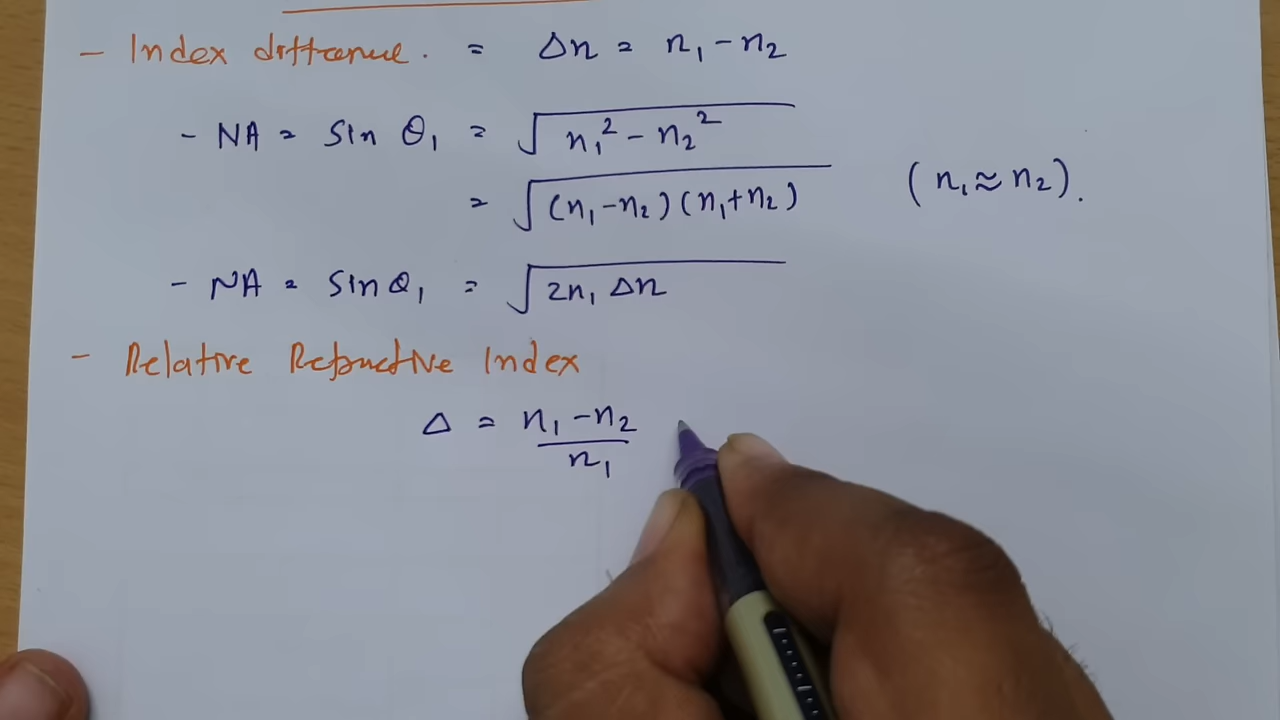 - Index difference. = Δn = n₁ - n₂
- NA = Sin θ₁ = √(n₁² - n₂²)
= √((n₁-n₂)(n₁+n₂)) (n₁ ≈ n₂).
- NA = Sin θ₁ = √(2n₁ Δn)
- Relative Refractive Index
Δ = (n₁ - n₂)/n₁